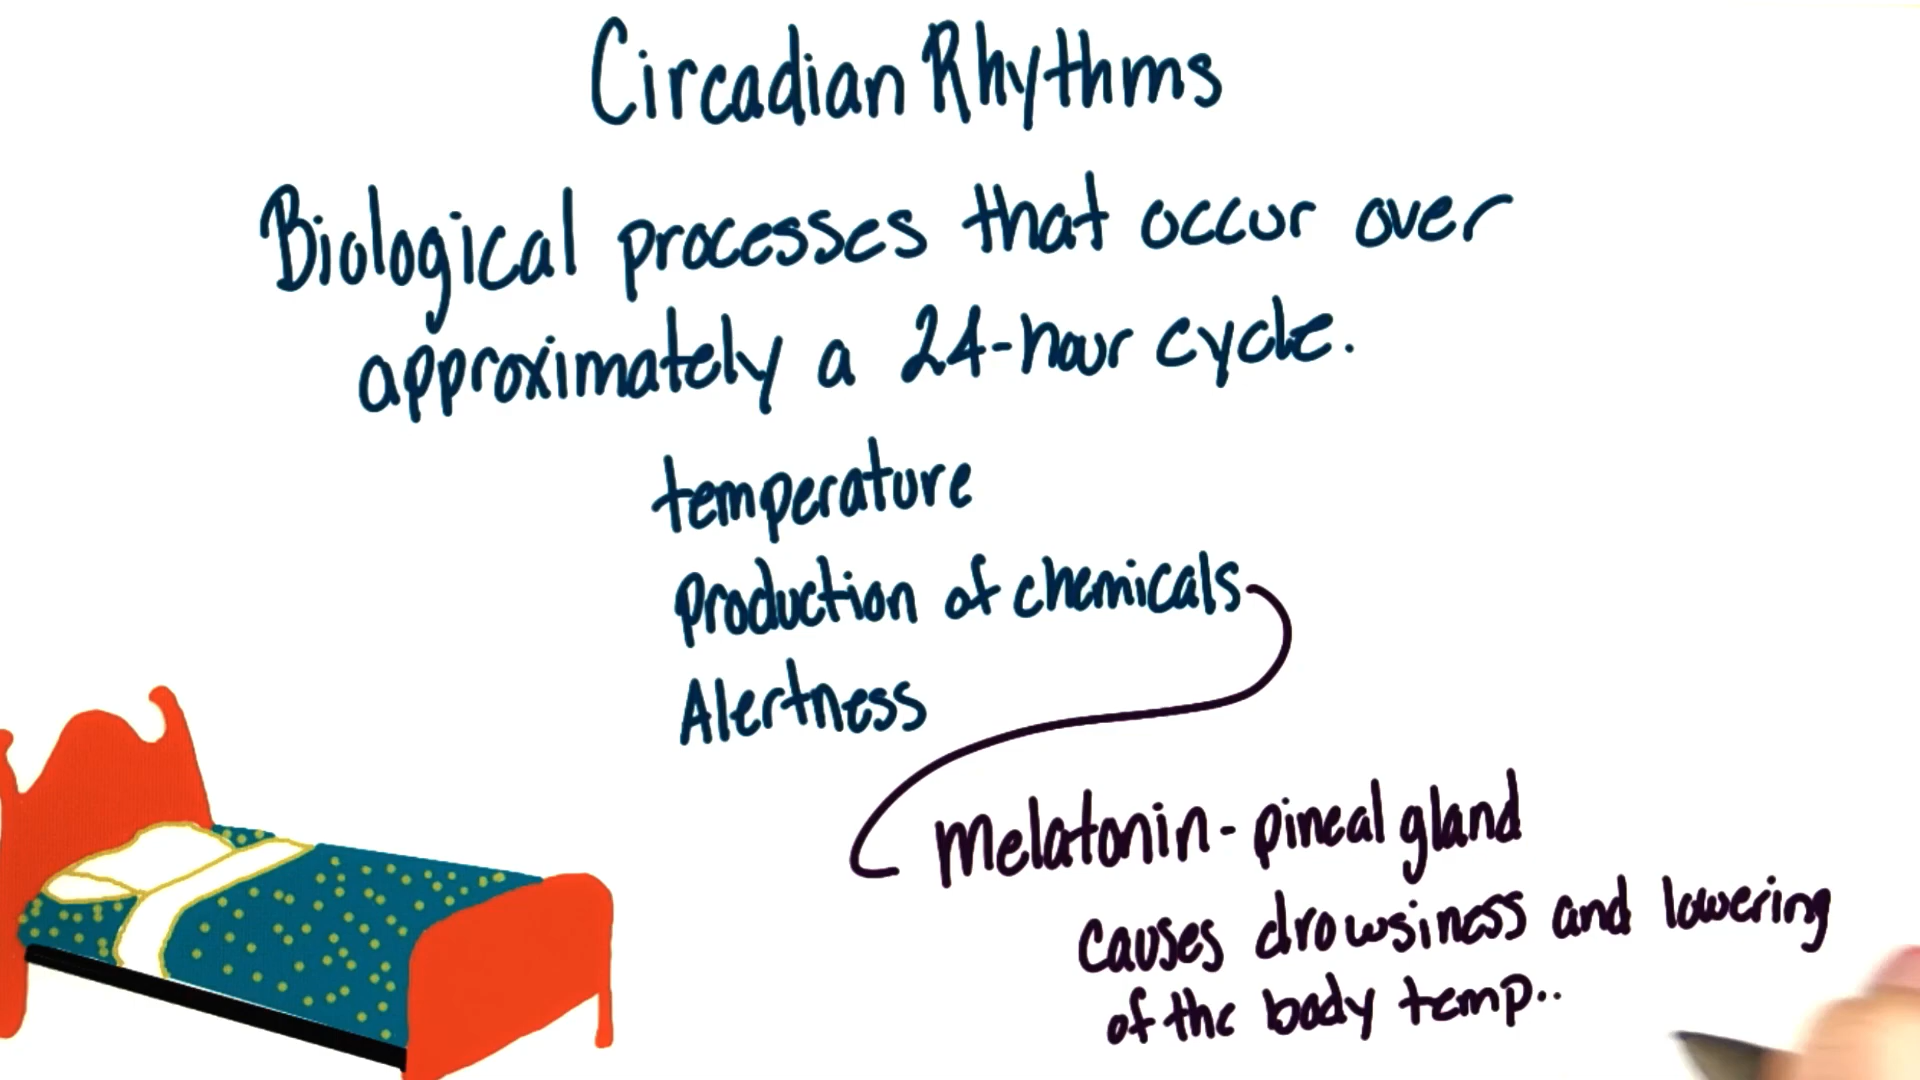 Circadian Rhythms
Biological processes that occur over
approximately a 24-hour cycle.
temperature
production of chemicals
Alertness
Melatonin - pineal gland
causes drowsiness and lowering
of the body temp..